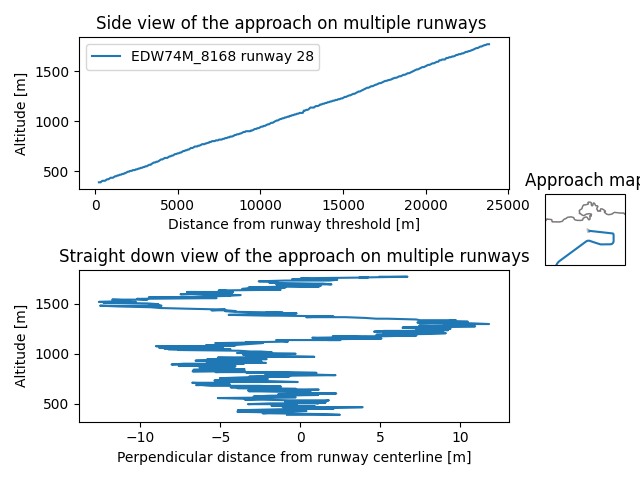 Side view of the approach on multiple runways
EDW74M_8168 runway 28
Altitude [m]
1500
1000
500
0
5000
10000
15000
20000
25000
Distance from runway threshold [m]
Approach map
Straight down view of the approach on multiple runways
Altitude [m]
1500
1000
500
−10
−5
0
5
10
Perpendicular distance from runway centerline [m]